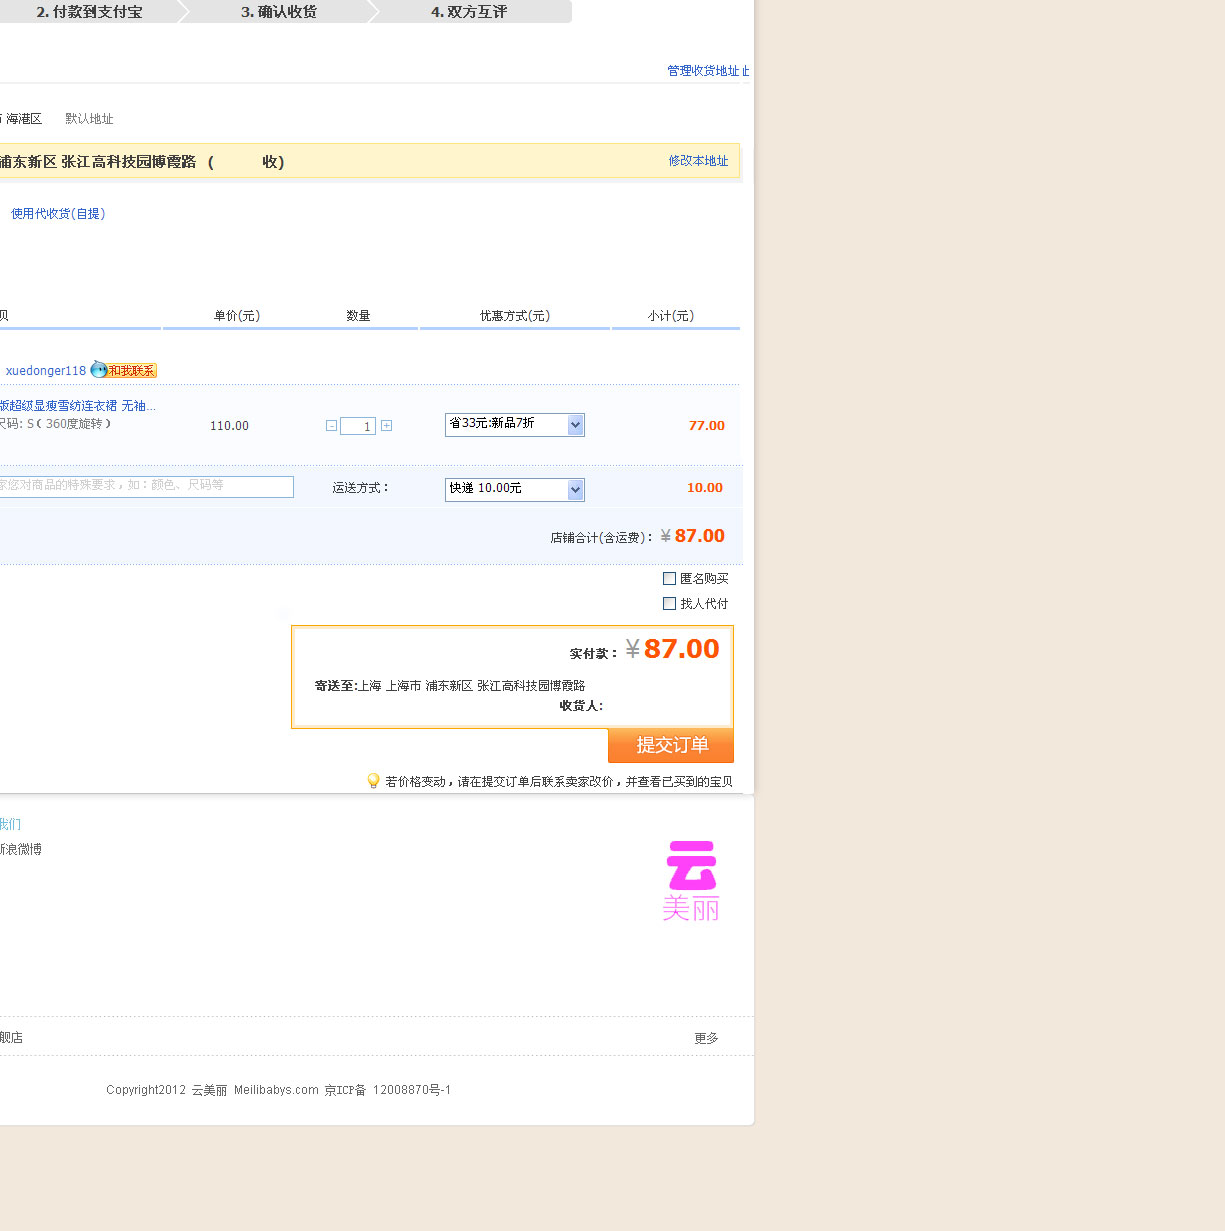 2. 付款到支付宝 3. 确认收货 4. 双方互评
管理收货地址
海港区 默认地址
浦东新区 张江高科技园博霞路 ( 收)
修改本地址
使用代收货(自提)
贝 单价(元) 数量 优惠方式(元) 小计(元)
xuedonger118 和我联系
版超级显瘦雪纺连衣裙 无袖...
尺码: S ( 360度旋转 )
110.00 - 1 + 省33元:新品7折 77.00
家您对商品的特殊要求，如：颜色、尺码等 运送方式： 快递 10.00元 10.00
店铺合计(含运费)： ¥ 87.00
匿名购买
找人代付
实付款： ¥ 87.00
寄送至:上海 上海市 浦东新区 张江高科技园博霞路
收货人:
提交订单
若价格变动，请在提交订单后联系卖家改价，并查看已买到的宝贝
我们
新浪微博
云
美丽
舰店 更多
Copyright2012 云美丽 Meilibabys.com 京ICP备 12008870号-1